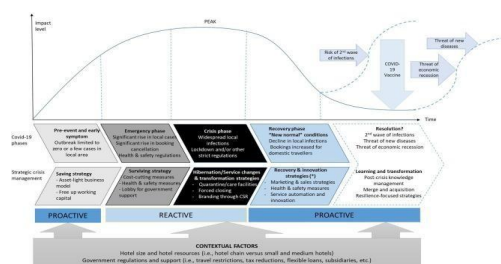 Impact
level
PEAK
Risk of 2nd wave
of infections
COVID-
19
Vaccine
Threat of new
diseases
Threat of
economic
recession
Time
Covid-19
phases
Pre-event and early
symptom
Outbreak limited to
zero or a few cases in
local area
Emergency phase
Significant rise in local cases
Significant rise in booking
cancellation
Health & safety regulations
Crisis phase
Widespread local
infections
Lockdown and/or other
strict regulations
Recovery phase
"New normal" conditions
Decline in local infections
Bookings increased for
domestic travellers
Resolution?
2nd wave of infections
Threat of new diseases
Threat of economic recession
Strategic crisis
management
Saving strategy
- Asset-light business
model
- Free up working
capital
Surviving strategy
- Cost-cutting measures
- Health & safety measures
- Lobby for government
support
Hibernation/Service changes
& transformation strategies
- Quarantine/care facilities
- Forced closing
- Branding through CSR
Recovery & innovation
strategies (*)
- Marketing & sales strategies
- Health & safety measures
- Service automation and
innovation
Learning and transformation
Post crisis knowledge
management
Merge and acquisition
Resilience-focused strategies
PROACTIVE
REACTIVE
PROACTIVE
CONTEXTUAL FACTORS
Hotel size and hotel resources (i.e., hotel chain versus small and medium hotels)
Government regulations and support (i.e., travel restrictions, tax reductions, flexible loans, subsidiaries, etc.)